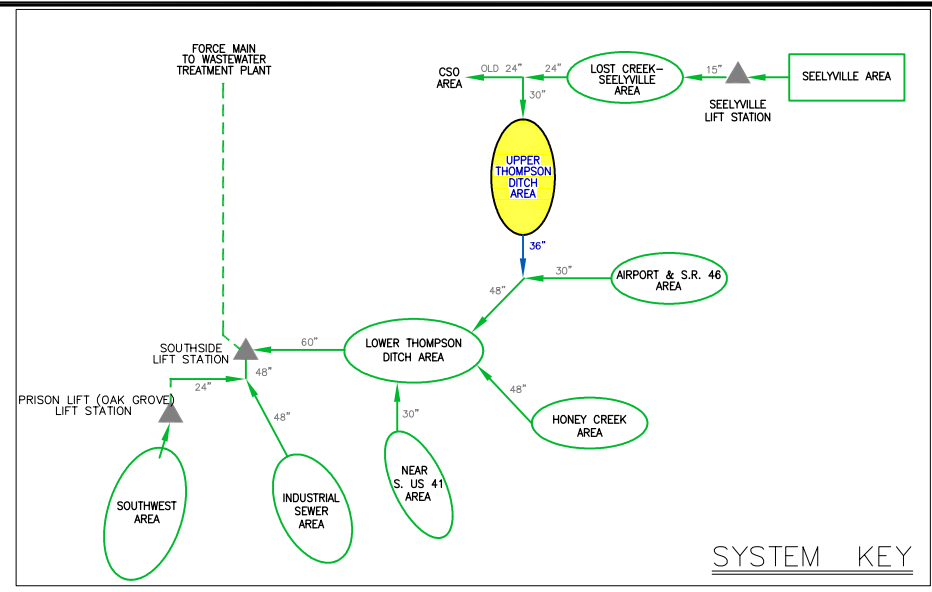 FORCE MAIN
TO WASTEWATER
TREATMENT PLANT
CSO
AREA
OLD 24"
24"
LOST CREEK–
SEELYVILLE
AREA
15"
SEELYVILLE
LIFT STATION
SEELYVILLE AREA
30"
UPPER
THOMPSON
DITCH
AREA
36"
30"
AIRPORT & S.R. 46
AREA
48"
LOWER THOMPSON
DITCH AREA
60"
SOUTHSIDE
LIFT STATION
48"
24"
PRISON LIFT (OAK GROVE)
LIFT STATION
48"
30"
48"
HONEY CREEK
AREA
NEAR
S. US 41
AREA
INDUSTRIAL
SEWER
AREA
SOUTHWEST
AREA
SYSTEM KEY